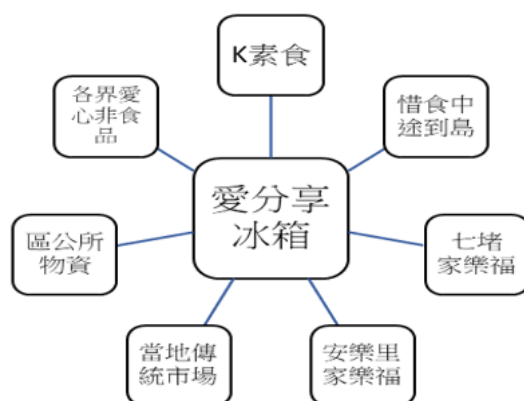 K素食
各界愛
心非食
品
惜食中
途到島
愛分享
冰箱
區公所
物資
七堵
家樂福
當地傳
統市場
安樂里
家樂福